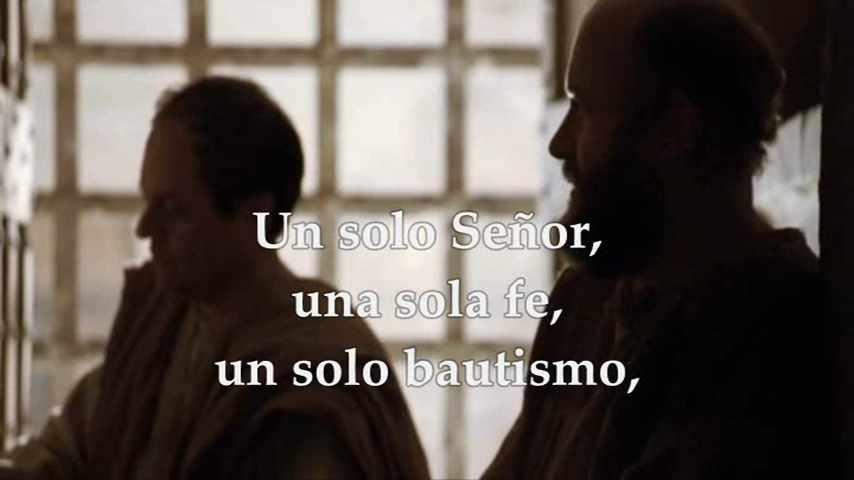 Un solo Señor,
una sola fe,
un solo bautismo,